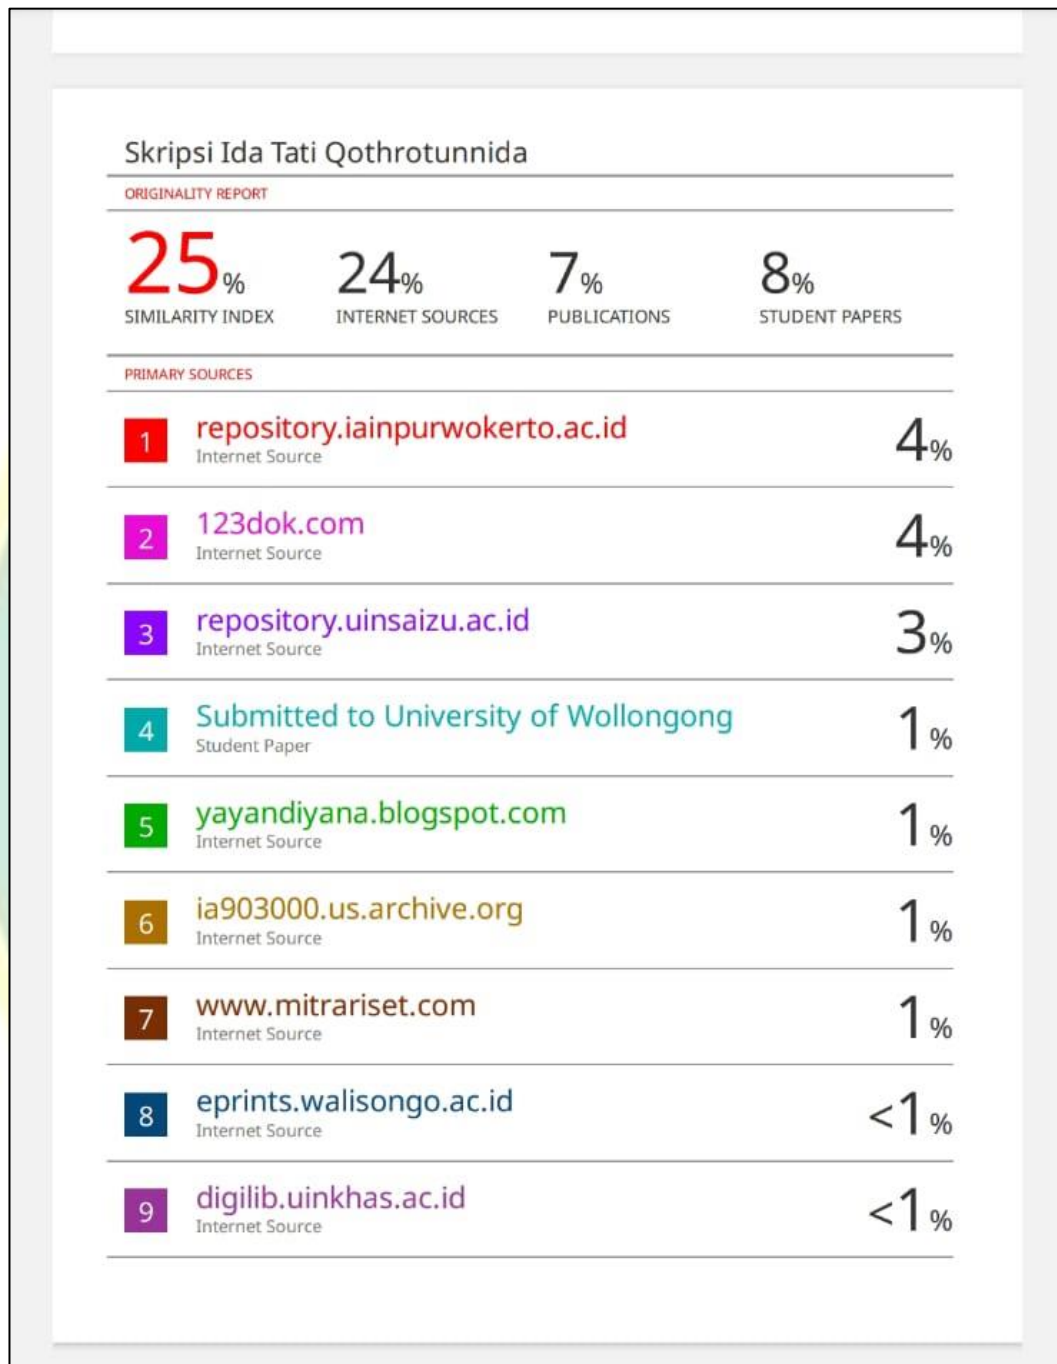 Skripsi Ida Tati Qothrotunnida
ORIGINALITY REPORT
25% 24% 7% 8%
SIMILARITY INDEX INTERNET SOURCES PUBLICATIONS STUDENT PAPERS
PRIMARY SOURCES
1 repository.iainpurwokerto.ac.id 4%
Internet Source
2 123dok.com 4%
Internet Source
3 repository.uinsaizu.ac.id 3%
Internet Source
4 Submitted to University of Wollongong 1%
Student Paper
5 yayandiyana.blogspot.com 1%
Internet Source
6 ia903000.us.archive.org 1%
Internet Source
7 www.mitrariset.com 1%
Internet Source
8 eprints.walisongo.ac.id <1%
Internet Source
9 digilib.uinkhas.ac.id <1%
Internet Source